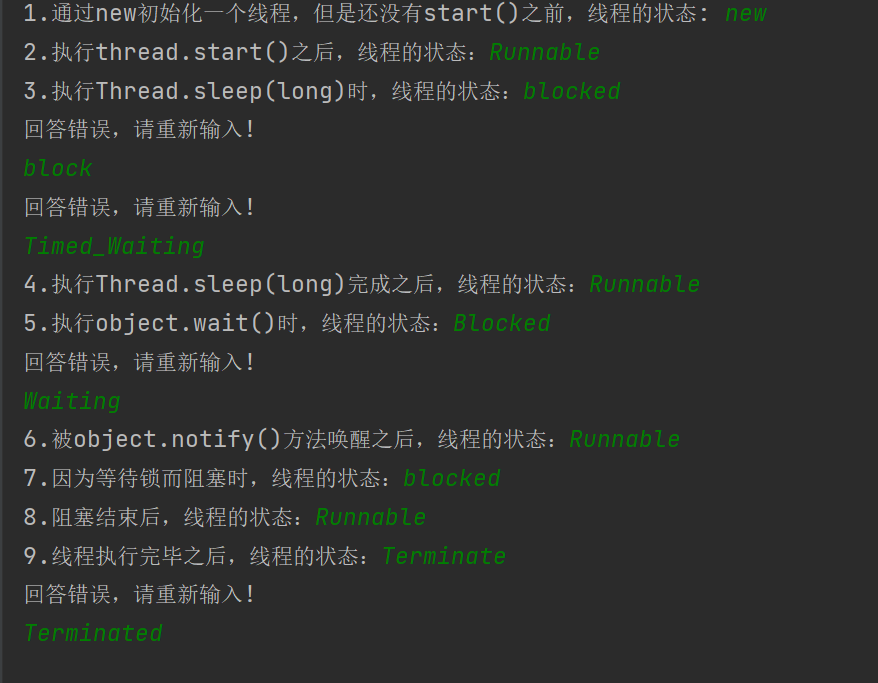 1.通过new初始化一个线程，但是还没有start()之前，线程的状态: new
2.执行thread.start()之后，线程的状态：Runnable
3.执行Thread.sleep(long)时，线程的状态：blocked
回答错误，请重新输入！
block
回答错误，请重新输入！
Timed_Waiting
4.执行Thread.sleep(long)完成之后，线程的状态：Runnable
5.执行object.wait()时，线程的状态：Blocked
回答错误，请重新输入！
Waiting
6.被object.notify()方法唤醒之后，线程的状态：Runnable
7.因为等待锁而阻塞时，线程的状态：blocked
8.阻塞结束后，线程的状态：Runnable
9.线程执行完毕之后，线程的状态：Terminate
回答错误，请重新输入！
Terminated